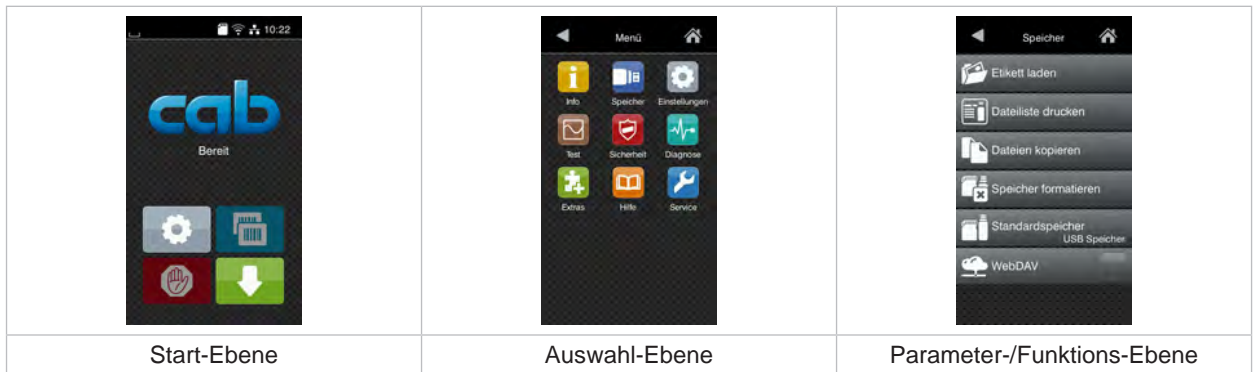 10:22
cab
Bereit
Start-Ebene
Menü
Info Speicher Einstellungen
Test Sicherheit Diagnose
Extras Hilfe Service
Auswahl-Ebene
Speicher
Etikett laden
Dateiliste drucken
Dateien kopieren
Speicher formatieren
Standardspeicher
USB Speicher
WebDAV
Parameter-/Funktions-Ebene